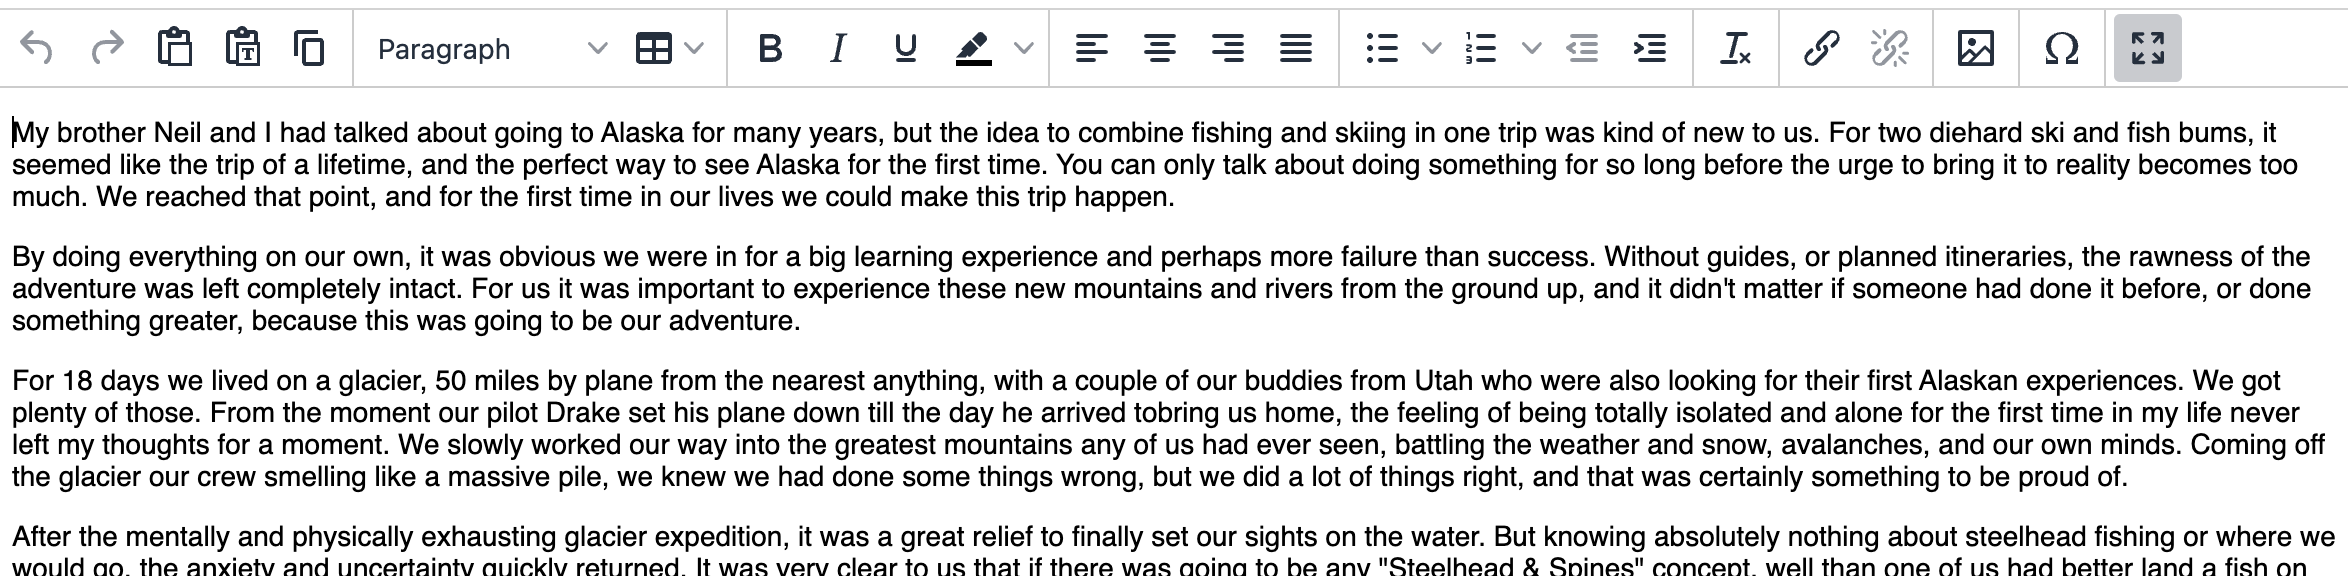 Paragraph
My brother Neil and I had talked about going to Alaska for many years, but the idea to combine fishing and skiing in one trip was kind of new to us. For two diehard ski and fish bums, it
seemed like the trip of a lifetime, and the perfect way to see Alaska for the first time. You can only talk about doing something for so long before the urge to bring it to reality becomes too
much. We reached that point, and for the first time in our lives we could make this trip happen.
By doing everything on our own, it was obvious we were in for a big learning experience and perhaps more failure than success. Without guides, or planned itineraries, the rawness of the
adventure was left completely intact. For us it was important to experience these new mountains and rivers from the ground up, and it didn't matter if someone had done it before, or done
something greater, because this was going to be our adventure.
For 18 days we lived on a glacier, 50 miles by plane from the nearest anything, with a couple of our buddies from Utah who were also looking for their first Alaskan experiences. We got
plenty of those. From the moment our pilot Drake set his plane down till the day he arrived tobring us home, the feeling of being totally isolated and alone for the first time in my life never
left my thoughts for a moment. We slowly worked our way into the greatest mountains any of us had ever seen, battling the weather and snow, avalanches, and our own minds. Coming off
the glacier our crew smelling like a massive pile, we knew we had done some things wrong, but we did a lot of things right, and that was certainly something to be proud of.
After the mentally and physically exhausting glacier expedition, it was a great relief to finally set our sights on the water. But knowing absolutely nothing about steelhead fishing or where we
would go, the anxiety and uncertainty quickly returned. It was very clear to us that if there was going to be any "Steelhead & Spines" concept, well than one of us had better land a fish on